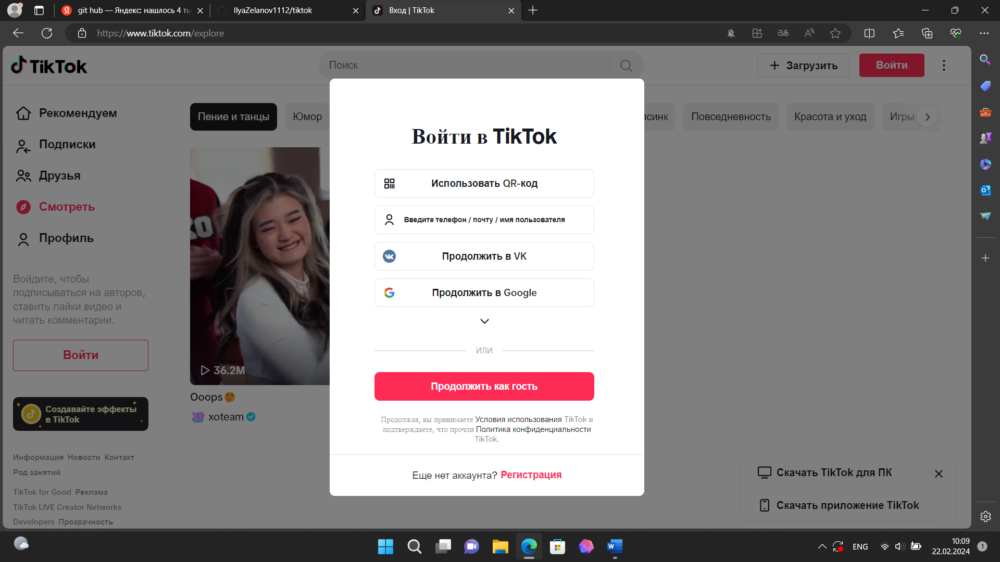 git hub — Яндекс: нашлось 4 ты
IlyaZelanov1112/tiktok
Вход | TikTok
https://www.tiktok.com/explore
TikTok
Поиск
Загрузить
Войти
Рекомендуем
Подписки
Друзья
Смотреть
Профиль
Войдите, чтобы
подписываться на авторов,
ставить лайки видео и
читать комментарии.
Войти
Создавайте эффекты
в TikTok
Информация Новости Контакт
Род занятий
TikTok for Good Реклама
TikTok LIVE Creator Networks
Developers Прозрачность
Пение и танцы
Юмор
псинк
Повседневность
Красота и уход
Игры
36.2M
Ooops🤭
xoteam
Войти в TikTok
Использовать QR-код
Введите телефон / почту / имя пользователя
Продолжить в VK
Продолжить в Google
ИЛИ
Продолжить как гость
Продолжая, вы принимаете Условия использования TikTok и
подтверждаете, что прочли Политика конфиденциальности
TikTok.
Еще нет аккаунта? Регистрация
Скачать TikTok для ПК
Скачать приложение TikTok
ENG
10:09
22.02.2024
1